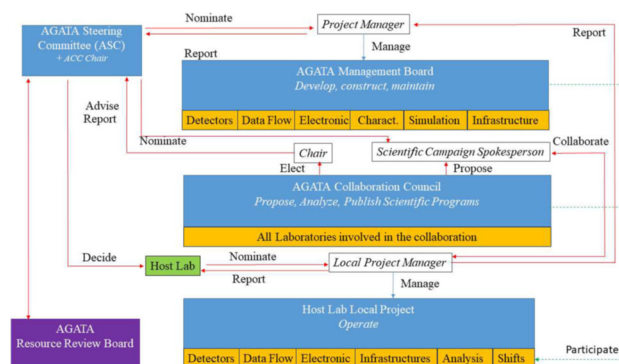 Nominate
Project Manager
Report
AGATA Steering
Committee (ASC)
+ ACC Chair
Manage
Report
AGATA Management Board
Develop, construct, maintain
Detectors Data Flow Electronic Charact. Simulation Infrastructure
Advise
Report
Nominate
Chair
Scientific Campaign Spokesperson
Collaborate
Elect
Propose
AGATA Collaboration Council
Propose, Analyze, Publish Scientific Programs
All Laboratories involved in the collaboration
Decide
Host Lab
Nominate
Report
Local Project Manager
Manage
Host Lab Local Project
Operate
AGATA
Resource Review Board
Participate
Detectors Data Flow Electronic Infrastructures Analysis Shifts